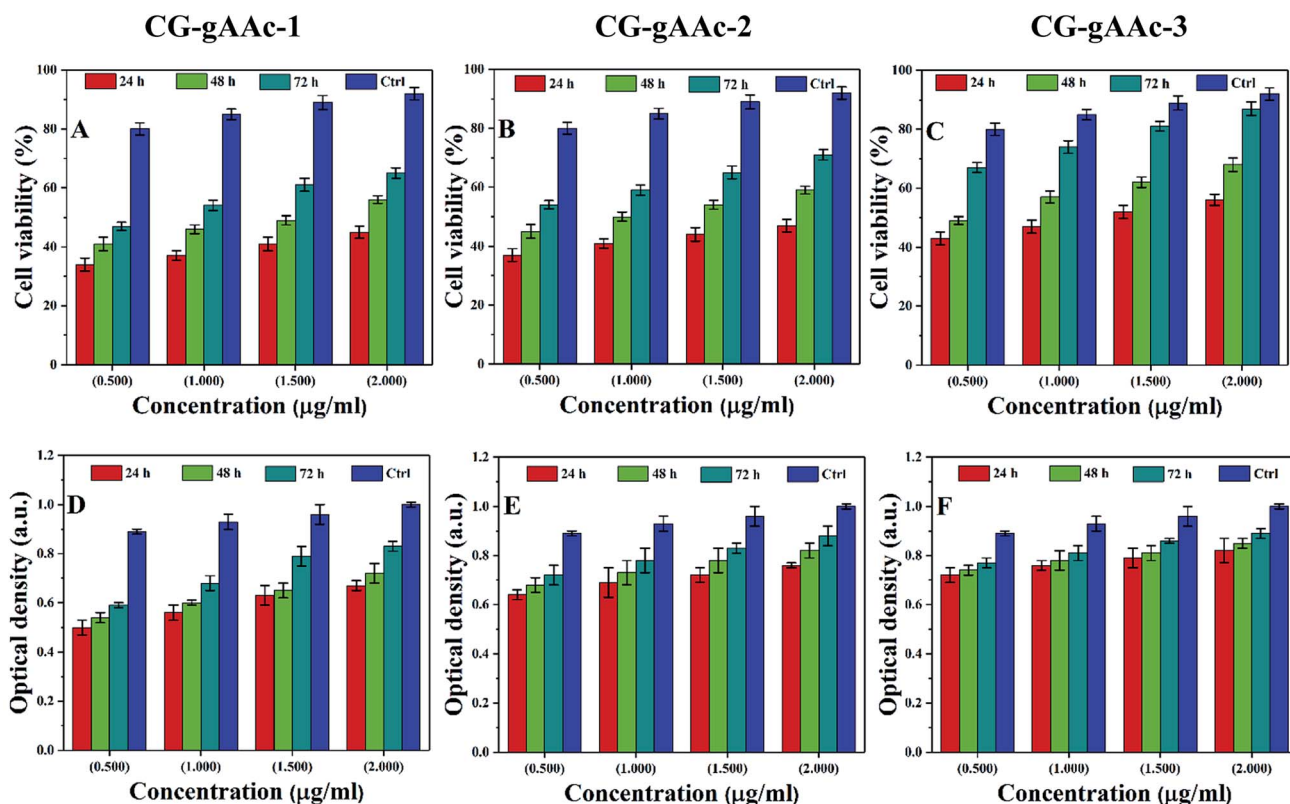 CG-gAAc-1
CG-gAAc-2
CG-gAAc-3
100
80
60
40
20
0
Cell viability (%)
24 h 48 h 72 h Ctrl
A
(0.500) (1.000) (1.500) (2.000)
Concentration (μg/ml)
100
80
60
40
20
0
Cell viability (%)
24 h 48 h 72 h Ctrl
B
(0.500) (1.000) (1.500) (2.000)
Concentration (μg/ml)
100
80
60
40
20
0
Cell viability (%)
24 h 48 h 72 h Ctrl
C
(0.500) (1.000) (1.500) (2.000)
Concentration (μg/ml)
1.2
1.0
0.8
0.6
0.4
0.2
0.0
Optical density (a.u.)
24 h 48 h 72 h Ctrl
D
(0.500) (1.000) (1.500) (2.000)
Concentration (μg/ml)
1.2
1.0
0.8
0.6
0.4
0.2
0.0
Optical density (a.u.)
24 h 48 h 72 h Ctrl
E
(0.500) (1.000) (1.500) (2.000)
Concentration (μg/ml)
1.2
1.0
0.8
0.6
0.4
0.2
0.0
Optical density (a.u.)
24 h 48 h 72 h Ctrl
F
(0.500) (1.000) (1.500) (2.000)
Concentration (μg/ml)